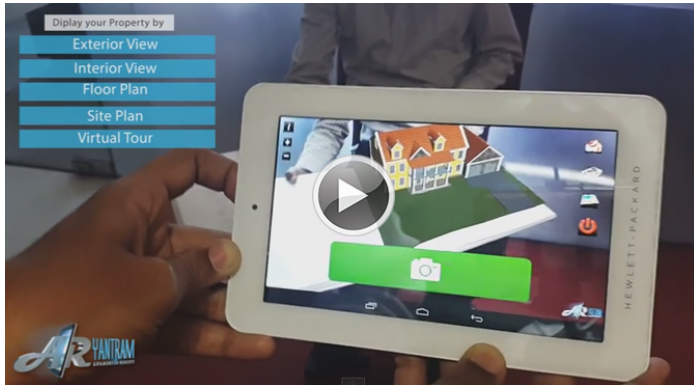 Diplay your Property by
Exterior View
Interior View
Floor Plan
Site Plan
Virtual Tour
HEWLETT-PACKARD
AR YANTRAM